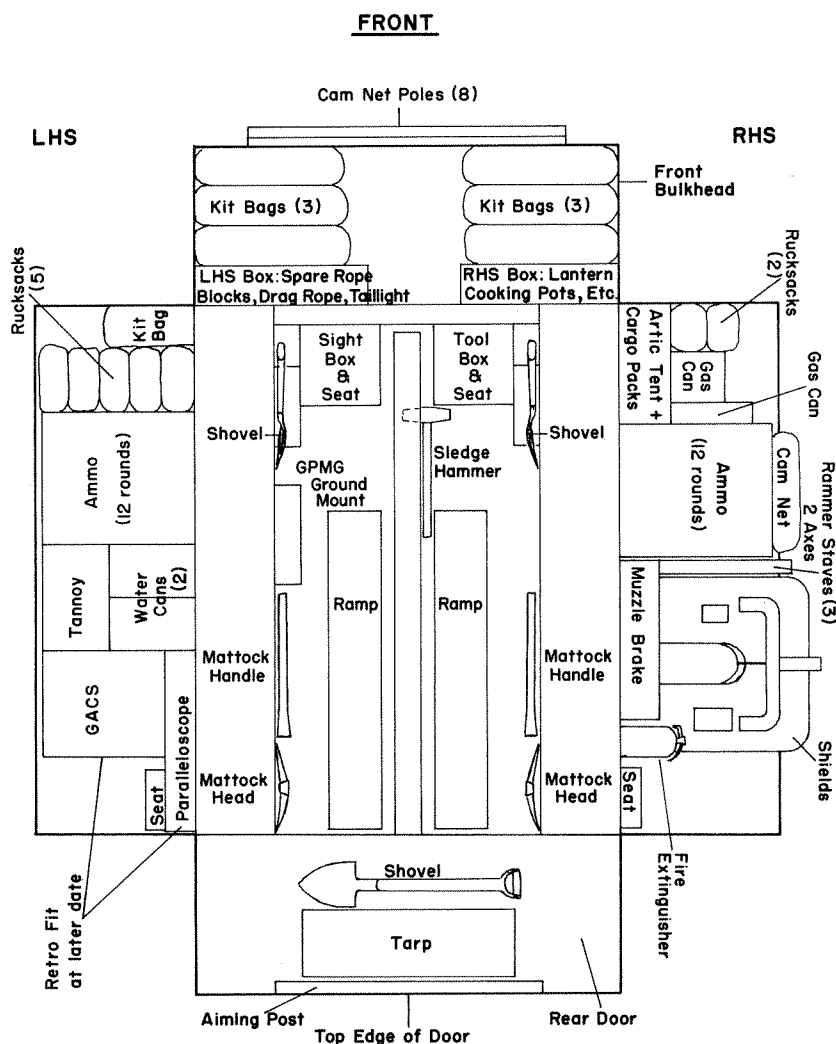 FRONT
Cam Net Poles (8)
LHS
RHS
Front
Bulkhead
Kit Bags (3)
Kit Bags (3)
Rucksacks
(5)
Rucksacks
(2)
LHS Box: Spare Rope
Blocks, Drag Rope, Taillight
RHS Box: Lantern
Cooking Pots, Etc.
Kit
Bag
Sight
Box
&
Seat
Tool
Box
&
Seat
Artic Tent +
Cargo Packs
Gas
Can
Gas Can
Shovel
Shovel
Sledge
Hammer
GPMG
Ground
Mount
Ammo
(12 rounds)
Ammo
(12 rounds)
Cam Net
Rammer Staves (3)
2 Axes
Tannoy
Water
Cans (2)
Ramp
Ramp
Muzzle Brake
Mattock
Handle
Mattock
Handle
GACS
Paralleloscope
Shields
Seat
Mattock
Head
Mattock
Head
Seat
Fire
Extinguisher
Retro Fit
at later date
Shovel
Tarp
Aiming Post
Rear Door
Top Edge of Door